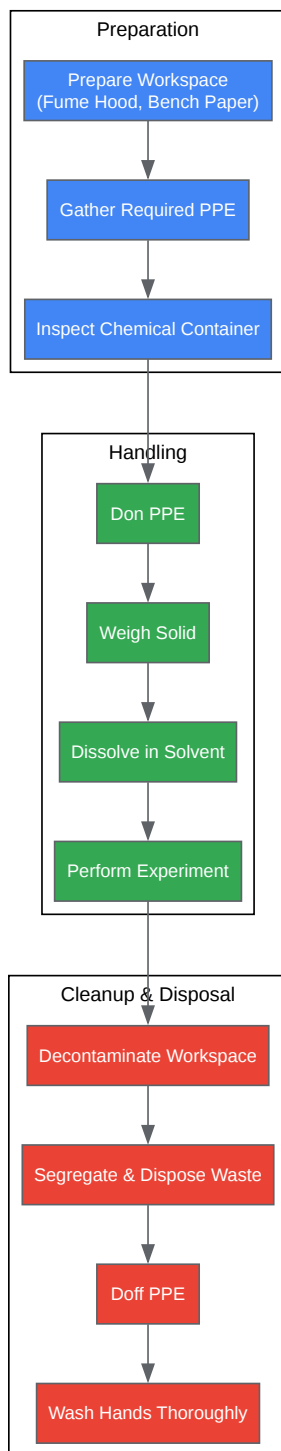 Preparation
Prepare Workspace
(Fume Hood, Bench Paper)
Gather Required PPE
Inspect Chemical Container
Handling
Don PPE
Weigh Solid
Dissolve in Solvent
Perform Experiment
Cleanup & Disposal
Decontaminate Workspace
Segregate & Dispose Waste
Doff PPE
Wash Hands Thoroughly